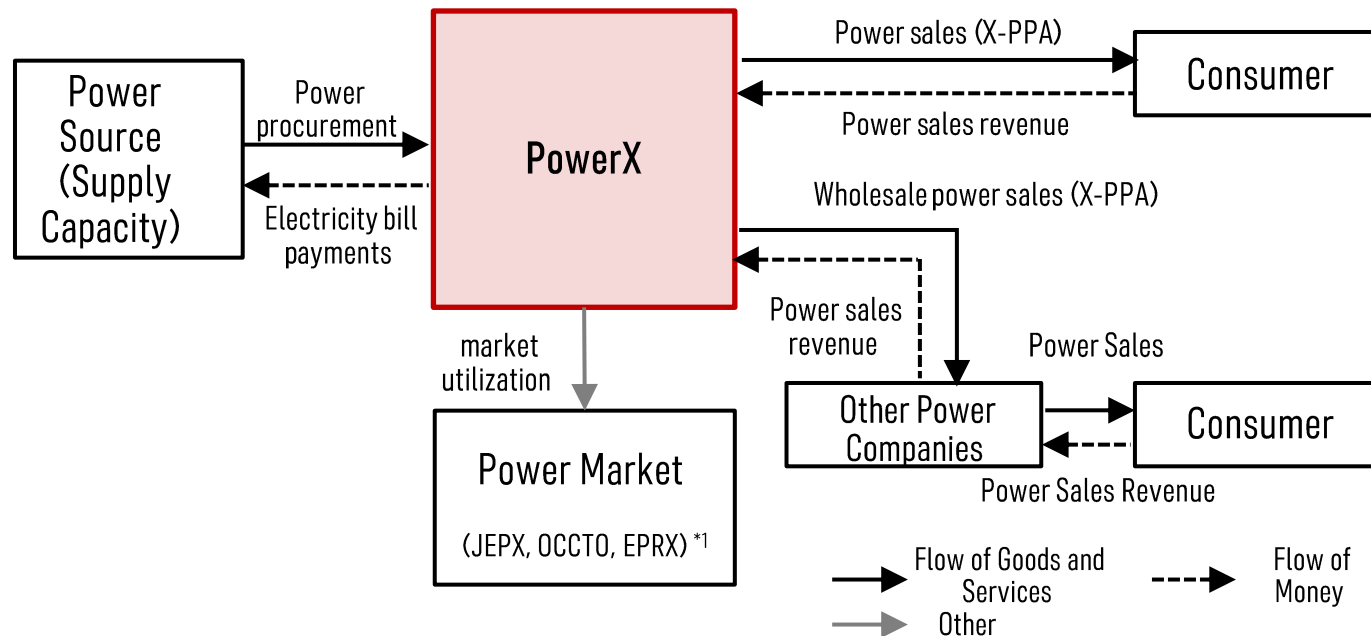 Power
Source
(Supply
Capacity)
Power
procurement
Electricity bill
payments
PowerX
Power sales (X-PPA)
Power sales revenue
Consumer
Wholesale power sales (X-PPA)
Power sales
revenue
market
utilization
Power Market
(JEPX, OCCTO, EPRX) *1
Other Power
Companies
Power Sales
Power Sales Revenue
Consumer
Flow of Goods and
Services
Flow of
Money
Other